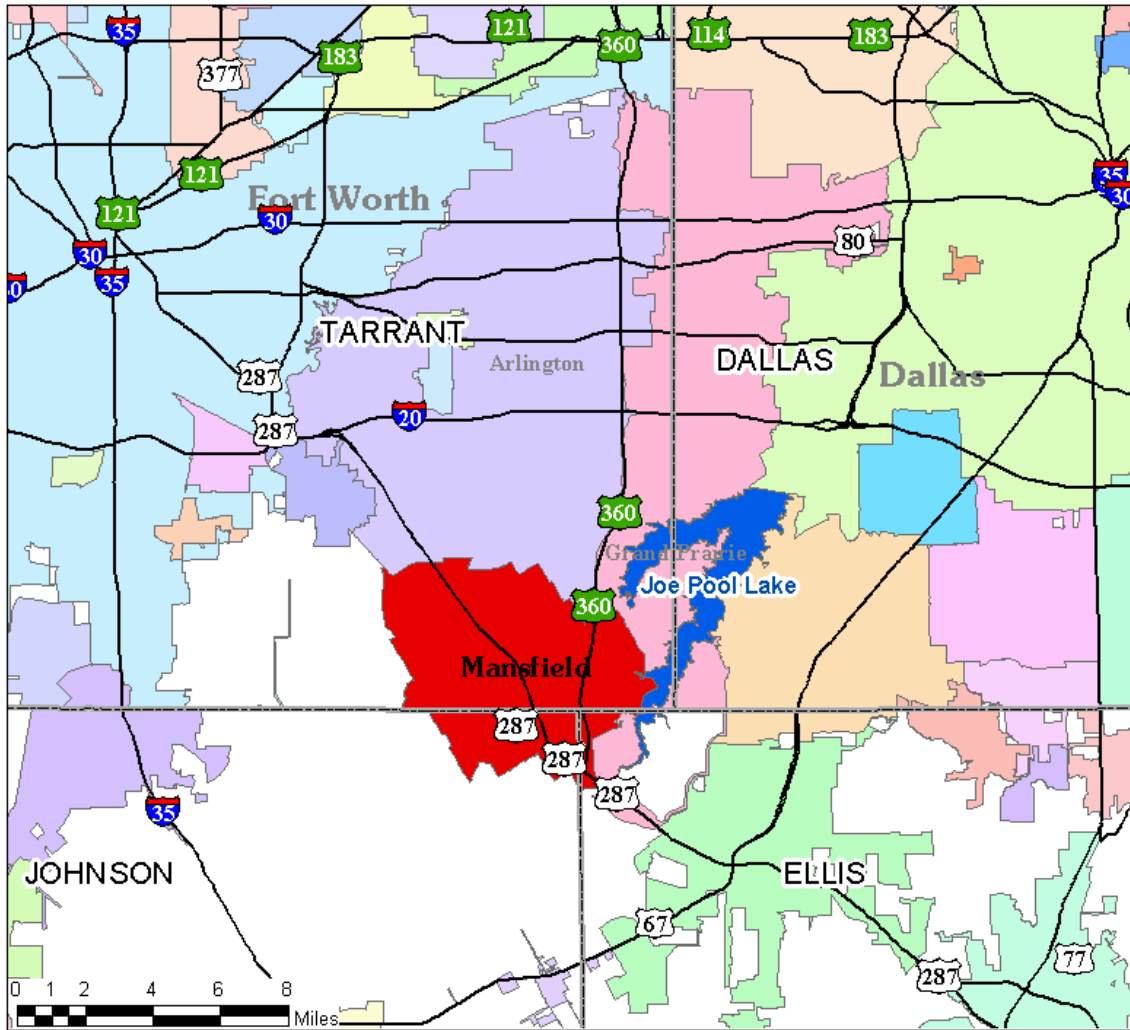 35
121
360
114
183
183
377
35
121
30
Fort Worth
121
30
80
30
35
TARRANT
DALLAS
Arlington
Dallas
287
20
287
360
Grand Prairie
Joe Pool Lake
360
Mansfield
287
287
287
35
JOHNSON
ELLIS
67
77
287
0 1 2 4 6 8
Miles